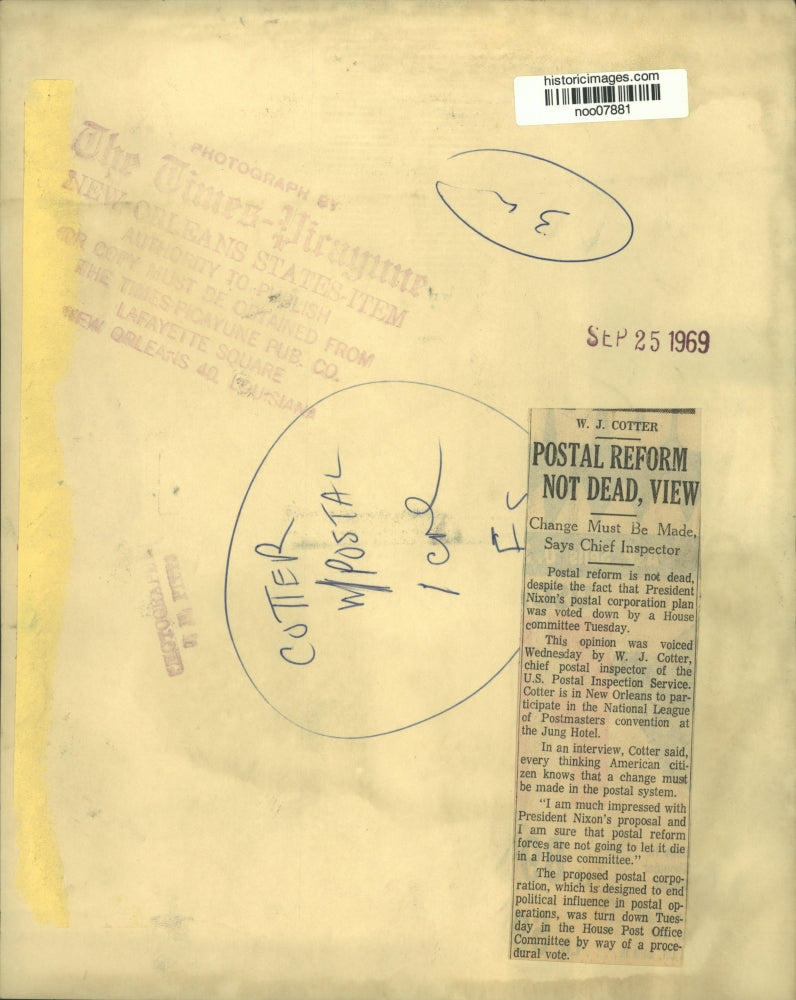 historicimages.com
noo07881
PHOTOGRAPH BY
The Times-Picayune
NEW ORLEANS STATES-ITEM
AUTHORITY TO PUBLISH
OR COPY MUST BE OBTAINED FROM
THE TIMES-PICAYUNE PUB. CO.
LAFAYETTE SQUARE
NEW ORLEANS 40, LOUISIANA
3
SEP 25 1969
COTTER
W/POSTAL
1 col
W. J. COTTER
POSTAL REFORM
NOT DEAD, VIEW
Change Must Be Made,
Says Chief Inspector
Postal reform is not dead,
despite the fact that President
Nixon's postal corporation plan
was voted down by a House
committee Tuesday.
This opinion was voiced
Wednesday by W. J. Cotter,
chief postal inspector of the
U.S. Postal Inspection Service.
Cotter is in New Orleans to par-
ticipate in the National League
of Postmasters convention at
the Jung Hotel.
In an interview, Cotter said,
every thinking American citi-
zen knows that a change must
be made in the postal system.
"I am much impressed with
President Nixon's proposal and
I am sure that postal reform
forces are not going to let it die
in a House committee."
The proposed postal corpo-
ration, which is designed to end
political influence in postal op-
erations, was turn down Tues-
day in the House Post Office
Committee by way of a proce-
dural vote.